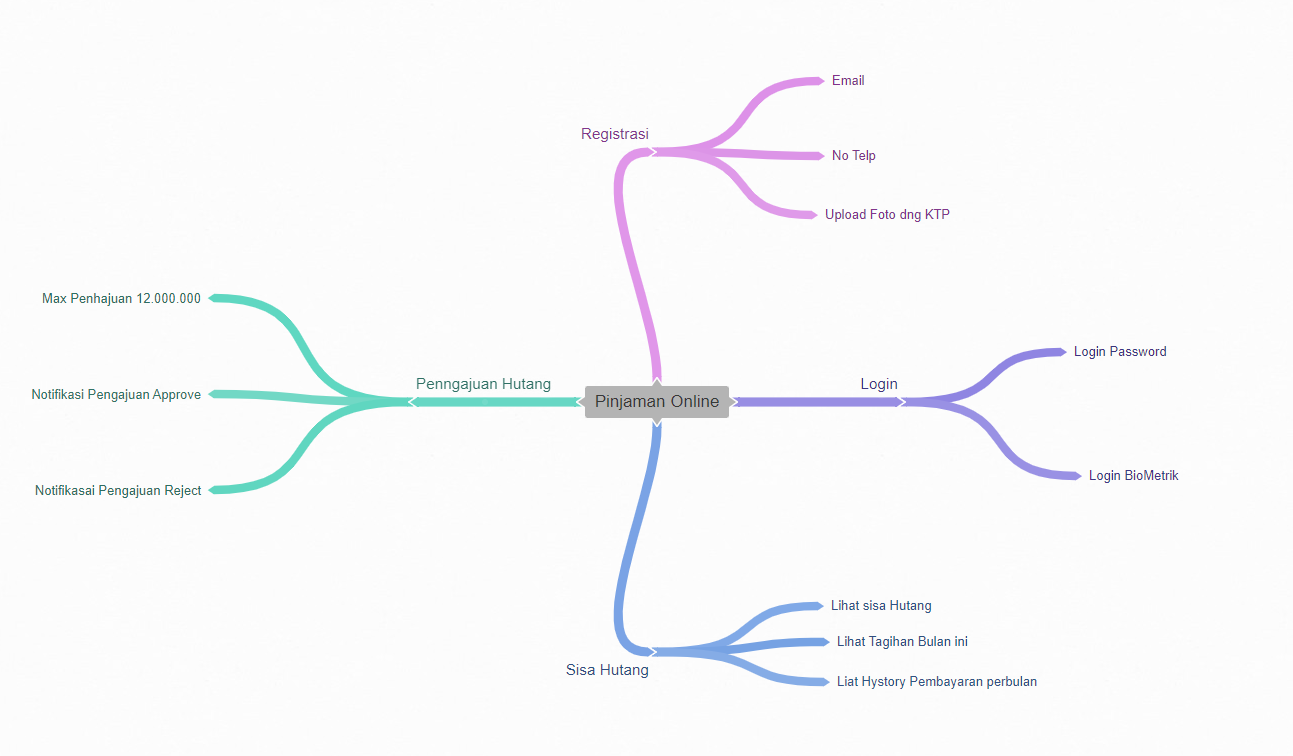 Email
Registrasi
No Telp
Upload Foto dng KTP
Max Penhajuan 12.000.000
Login Password
Penngajuan Hutang
Login
Notifikasi Pengajuan Approve
Pinjaman Online
Login BioMetrik
Notifikasai Pengajuan Reject
Lihat sisa Hutang
Lihat Tagihan Bulan ini
Sisa Hutang
Liat Hystory Pembayaran perbulan